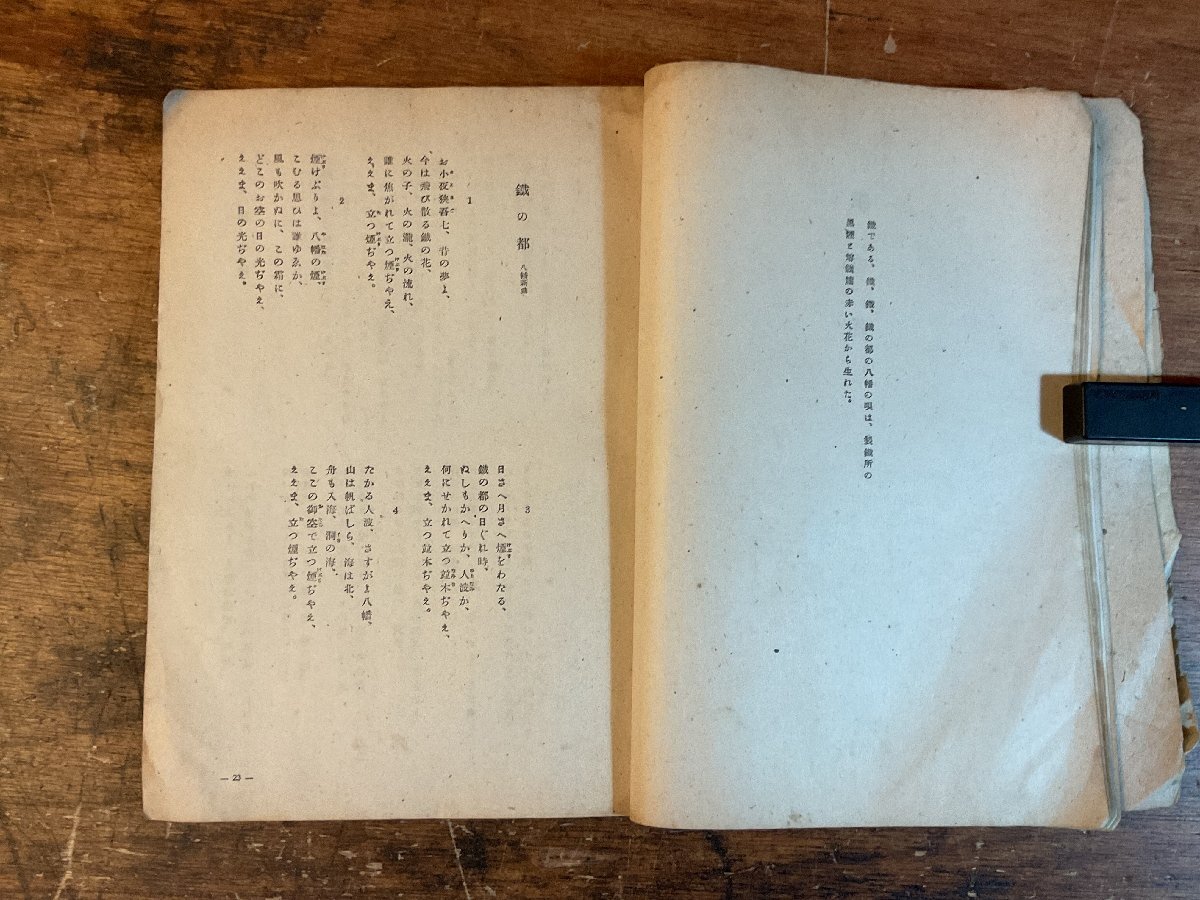 鐵である。鐵。鐵。鐵の都の八幡の唄は、製鐵所の
の赤い火花から生れた。
鐵の都
八幡
1
お小夜狭吾七、昔の夢よ、
今は飛び散る鐵の花、
火の子、火の瀧、火の流れ、
誰に焦がれて立つ煙ぢやえ、
ええま、立つ煙ぢやえ。
2
煙けぶりよ、八幡の煙、
こむる思ひは誰ゆゑか、
風も吹かぬに、この霜に、
どこのお空の日の光ぢやえ、
ええま、日の光ぢやえ。
3
日さへ月さへ煙をわたる、
鐵の都の日ぐれ時、
ぬしもかへりか、人波か、
何にせかれて立つ並木ぢやえ、
ええま、立つ並木ぢやえ。
4
たかる人波、さすがよ八幡、
山は帆ばしら、海は北、
舟も入海、洞の海、
ここの御空で立つ煙ぢやえ、
ええま、立つ煙ぢやえ。
— 23 —